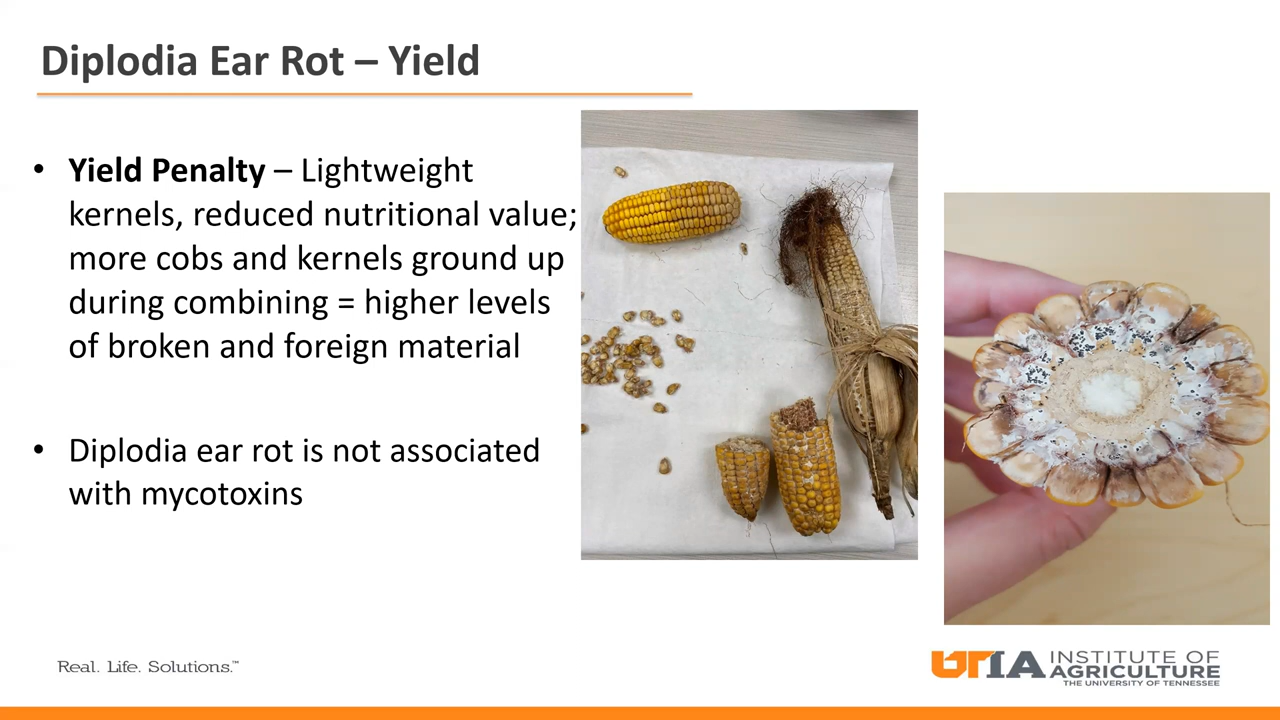 Diplodia Ear Rot – Yield
• Yield Penalty – Lightweight
kernels, reduced nutritional value;
more cobs and kernels ground up
during combining = higher levels
of broken and foreign material
• Diplodia ear rot is not associated
with mycotoxins
Real. Life. Solutions.™
UTIA INSTITUTE OF
AGRICULTURE
THE UNIVERSITY OF TENNESSEE